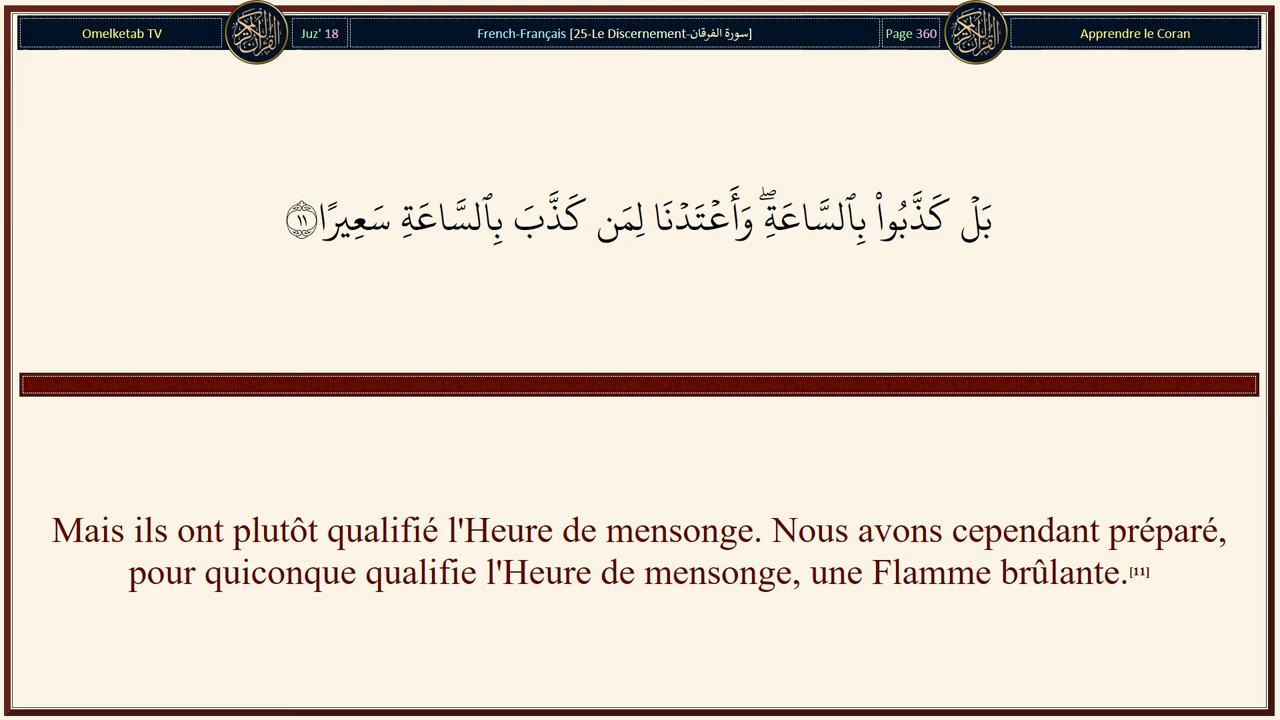 Omelketab TV
Juz' 18
French-Français [25-Le Discernement-سورة الفرقان]
Page 360
Apprendre le Coran
بَلۡ كَذَّبُواْ بِٱلسَّاعَةِۖ وَأَعۡتَدۡنَا لِمَن كَذَّبَ بِٱلسَّاعَةِ سَعِيرًا ١١
Mais ils ont plutôt qualifié l'Heure de mensonge. Nous avons cependant préparé,
pour quiconque qualifie l'Heure de mensonge, une Flamme brûlante.[11]